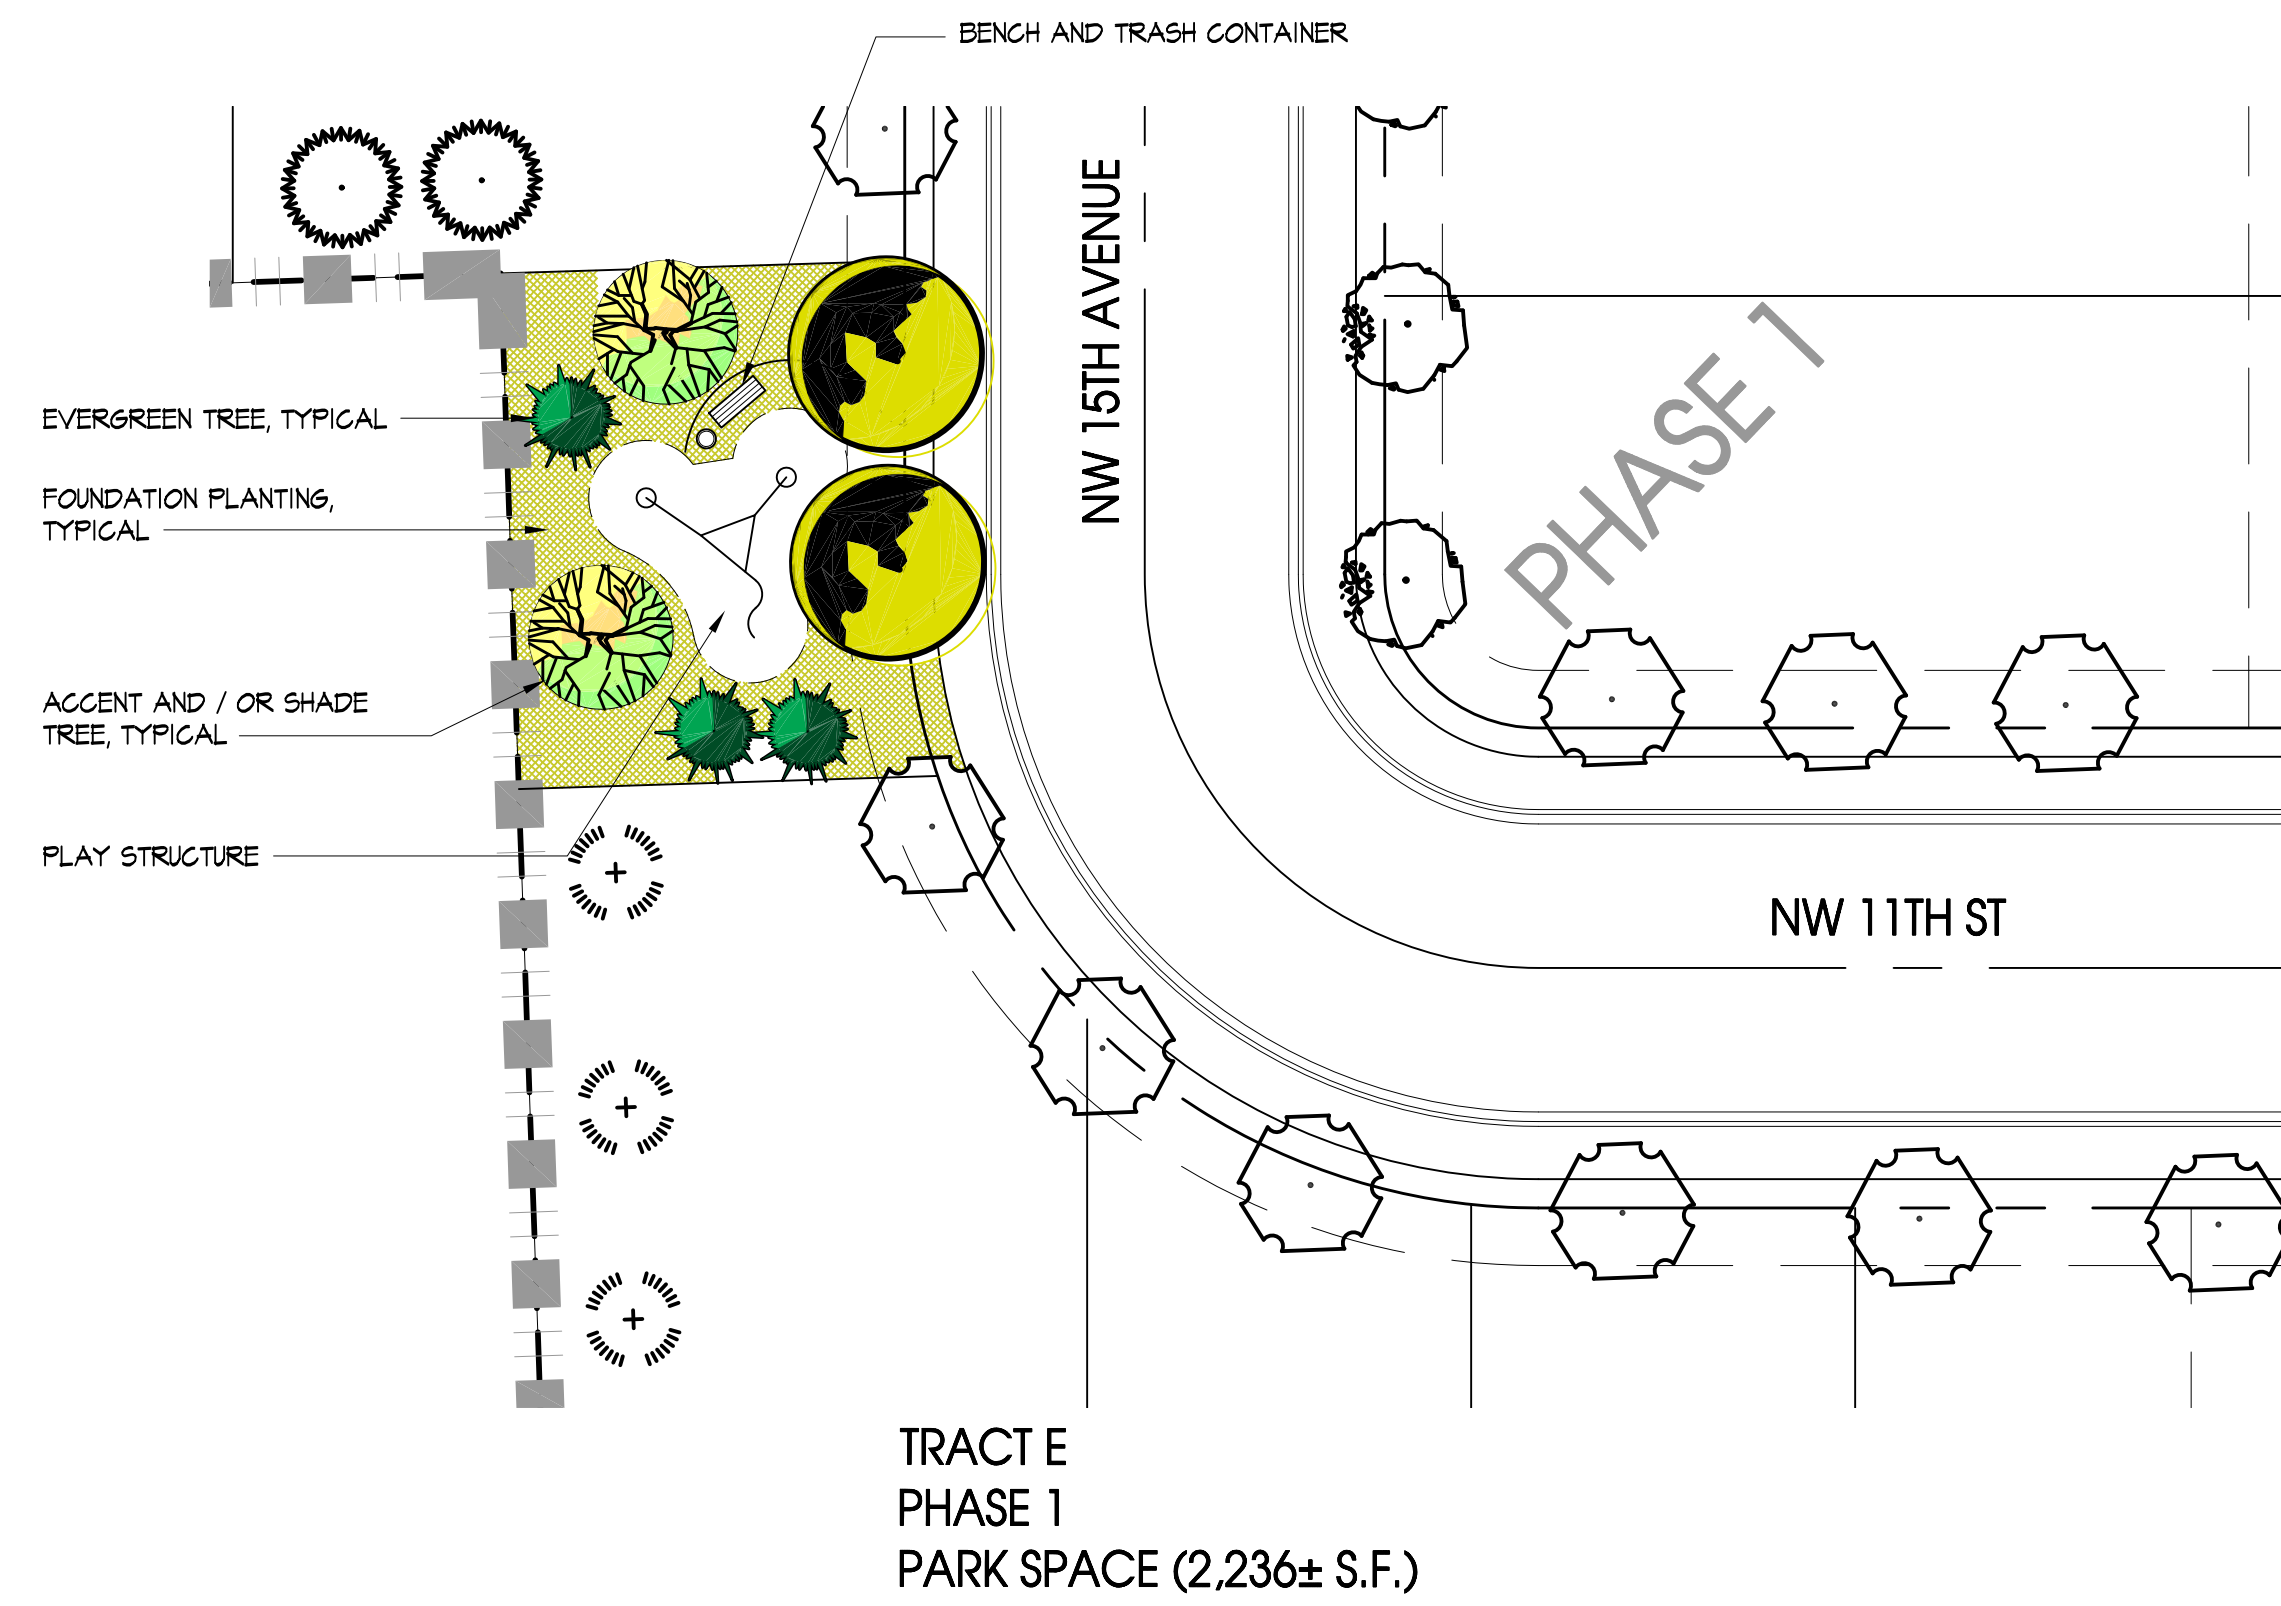 BENCH AND TRASH CONTAINER
NW 15TH AVENUE
PHASE 1
EVERGREEN TREE, TYPICAL
FOUNDATION PLANTING,
TYPICAL
ACCENT AND / OR SHADE
TREE, TYPICAL
PLAY STRUCTURE
NW 11TH ST
TRACT E
PHASE 1
PARK SPACE (2,236± S.F.)